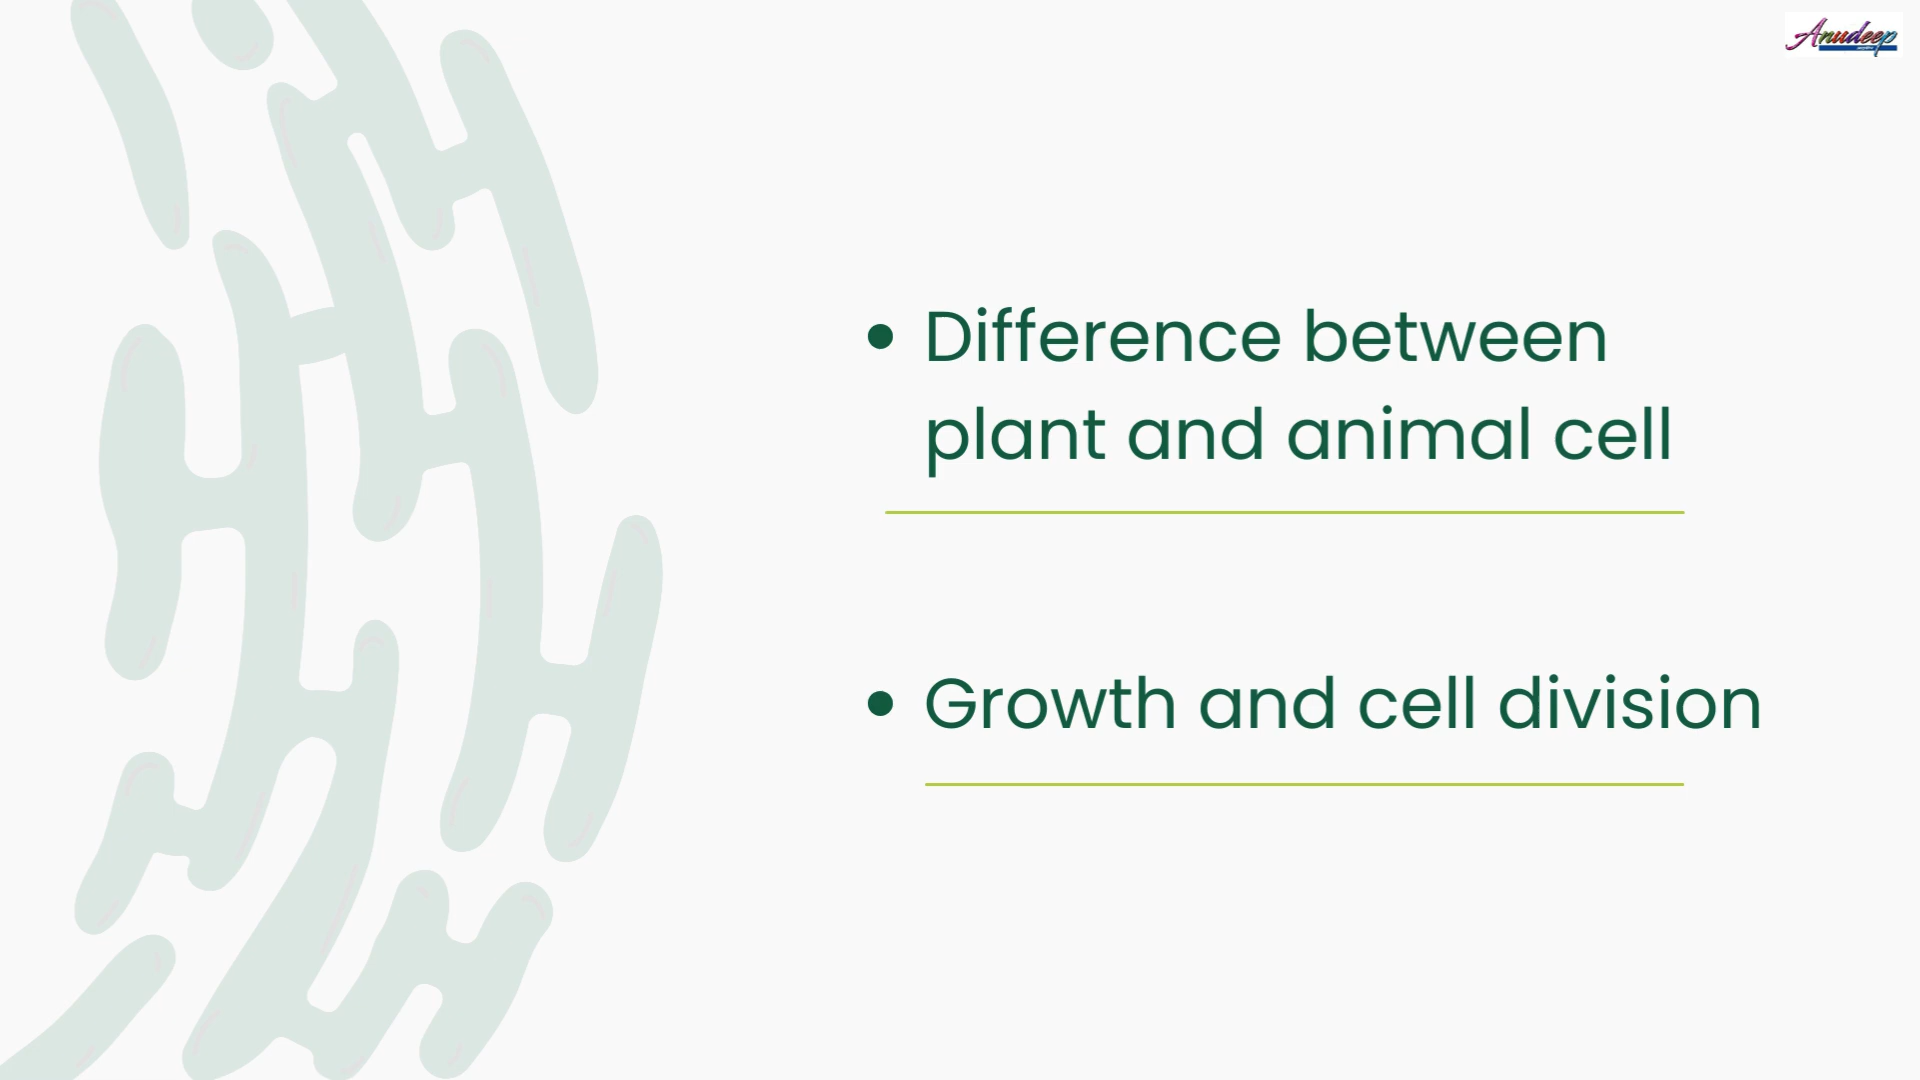 Anudeep
• Difference between
plant and animal cell
• Growth and cell division